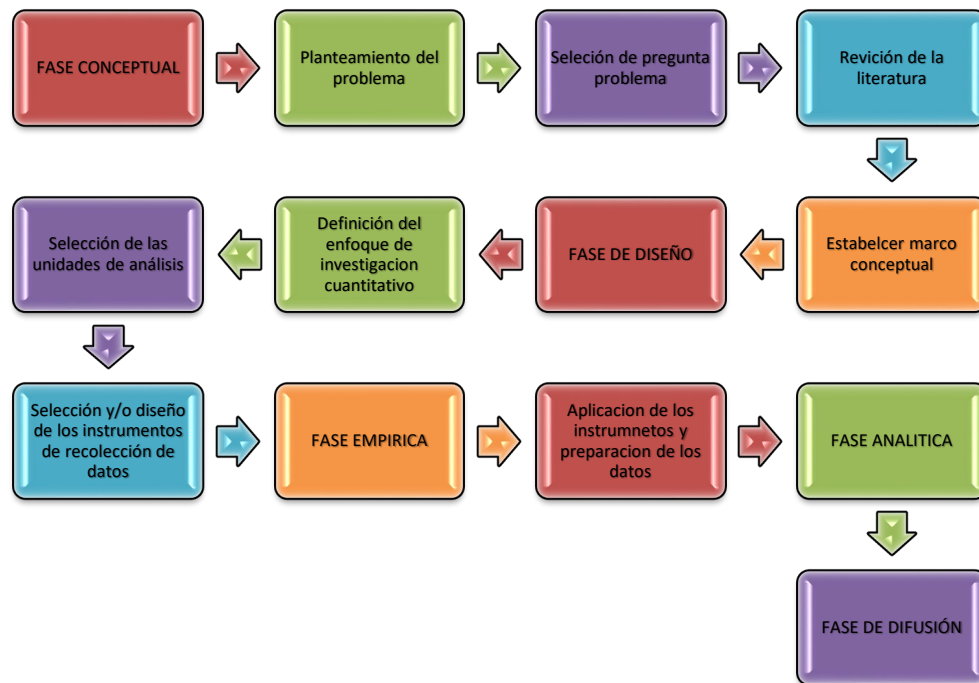 FASE CONCEPTUAL
Planteamiento del
problema
Seleción de pregunta
problema
Revición de la
literatura
Estabelcer marco
conceptual
FASE DE DISEÑO
Definición del
enfoque de
investigacion
cuantitativo
Selección de las
unidades de análisis
Selección y/o diseño
de los instrumentos
de recolección de
datos
FASE EMPIRICA
Aplicacion de los
instrumnetos y
preparacion de los
datos
FASE ANALITICA
FASE DE DIFUSIÓN